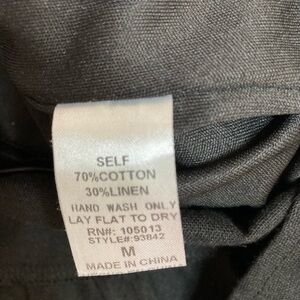 SELF
70%COTTON
30%LINEN
HAND WASH ONLY
LAY FLAT TO DRY
RN#: 105013
STYLE#:93842
M
MADE IN CHINA